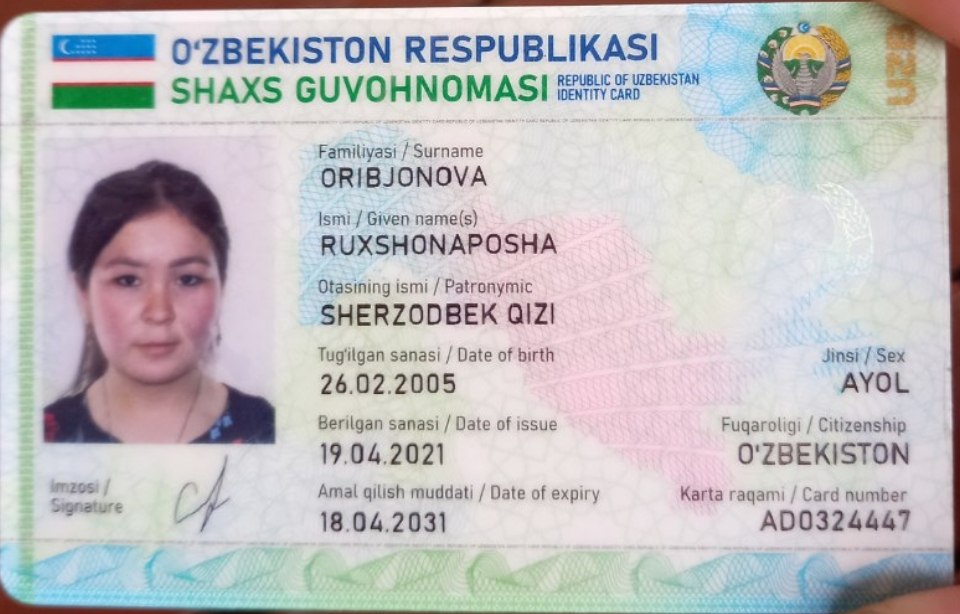 O‘ZBEKISTON RESPUBLIKASI
SHAXS GUVOHNOMASI REPUBLIC OF UZBEKISTAN
IDENTITY CARD
UZB
Familiyasi / Surname
ORIBJONOVA
Ismi / Given name(s)
RUXSHONAPOSHA
Otasining ismi / Patronymic
SHERZODBEK QIZI
Tug‘ilgan sanasi / Date of birth
26.02.2005
Jinsi / Sex
AYOL
Berilgan sanasi / Date of issue
19.04.2021
Fuqaroligi / Citizenship
O‘ZBEKISTON
Imzosi /
Signature
Amal qilish muddati / Date of expiry
18.04.2031
Karta raqami / Card number
AD0324447